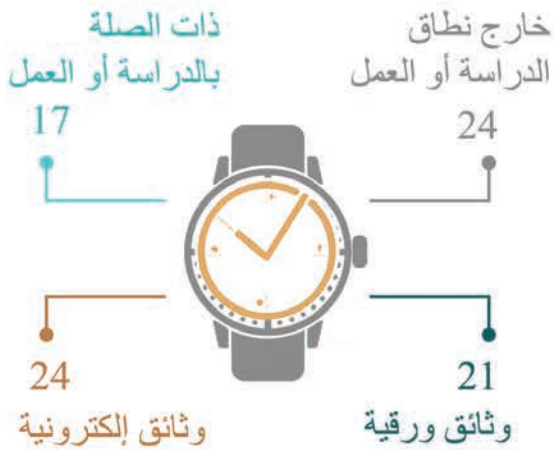 خارج نطاق
الدراسة أو العمل
24
ذات الصلة
بالدراسة أو العمل
17
21
وثائق ورقية
24
وثائق إلكترونية